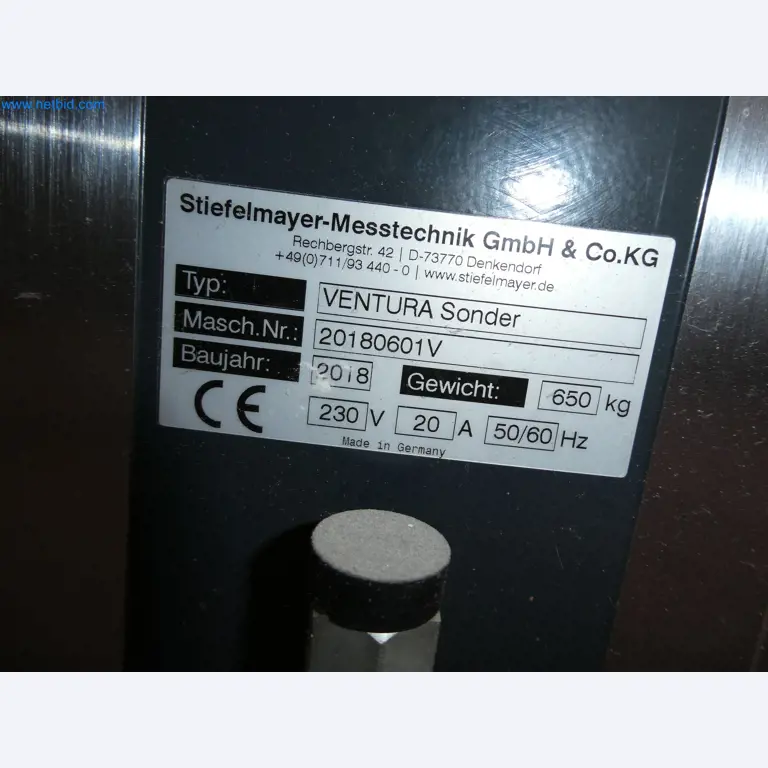 www.netbid.com
Stiefelmayer-Messtechnik GmbH & Co.KG
Rechbergstr. 42 | D-73770 Denkendorf
+49(0)711/93 440 - 0 | www.stiefelmayer.de
Typ: VENTURA Sonder
Masch.Nr.: 20180601V
Baujahr: 2018 Gewicht: 650 kg
CE 230 V 20 A 50/60 Hz
Made in Germany